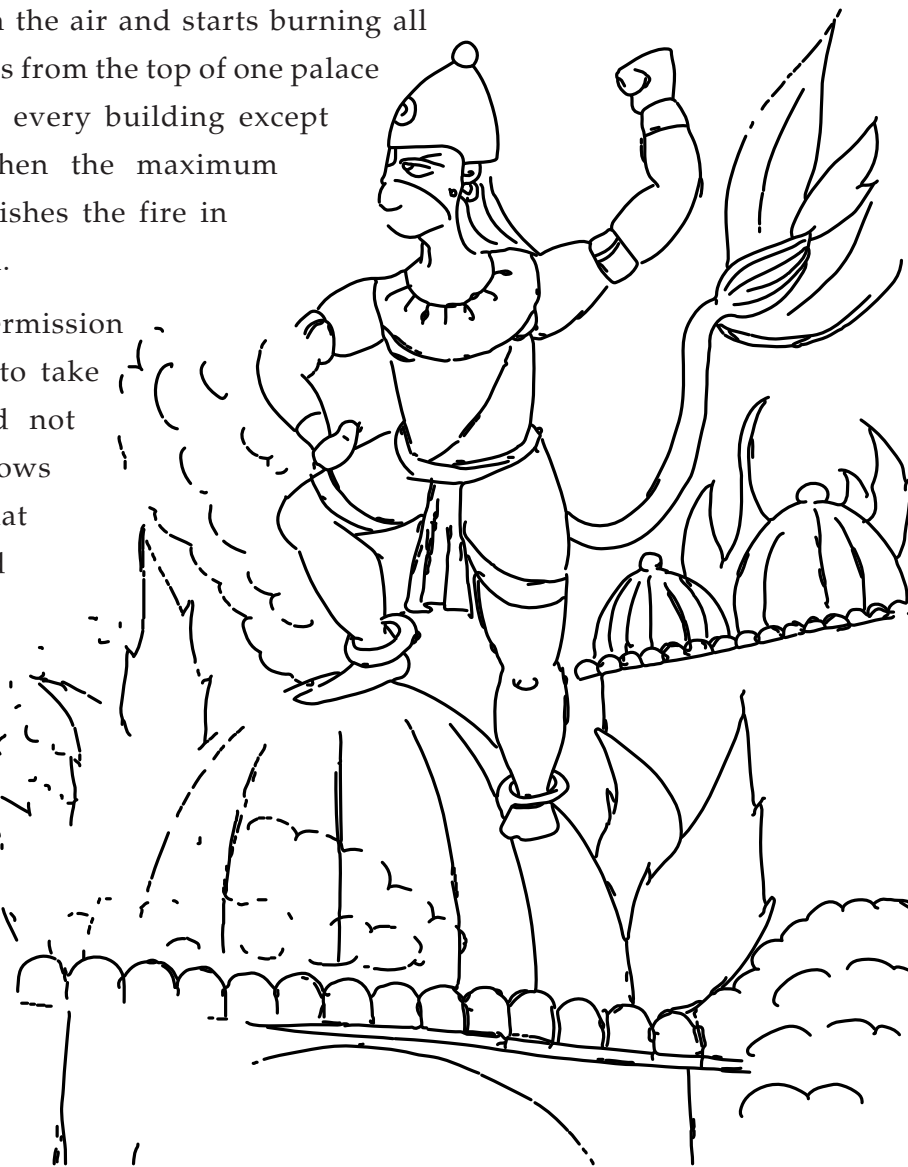 the air and starts burning all
s from the top of one palace
every building except
hen the maximum
ishes the fire in
.
ermission
to take
d not
ows
at